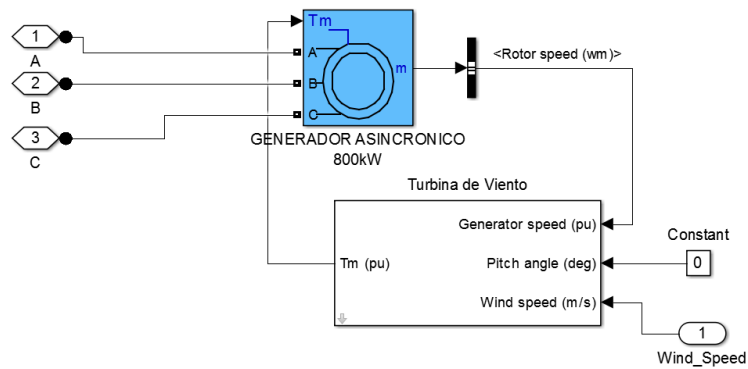 1
A
2
B
3
C
Tm
A
B
C
m
GENERADOR ASINCRONICO
800kW
<Rotor speed (wm)>
Turbina de Viento
Generator speed (pu)
Tm (pu)
Pitch angle (deg)
Wind speed (m/s)
Constant
0
1
Wind_Speed